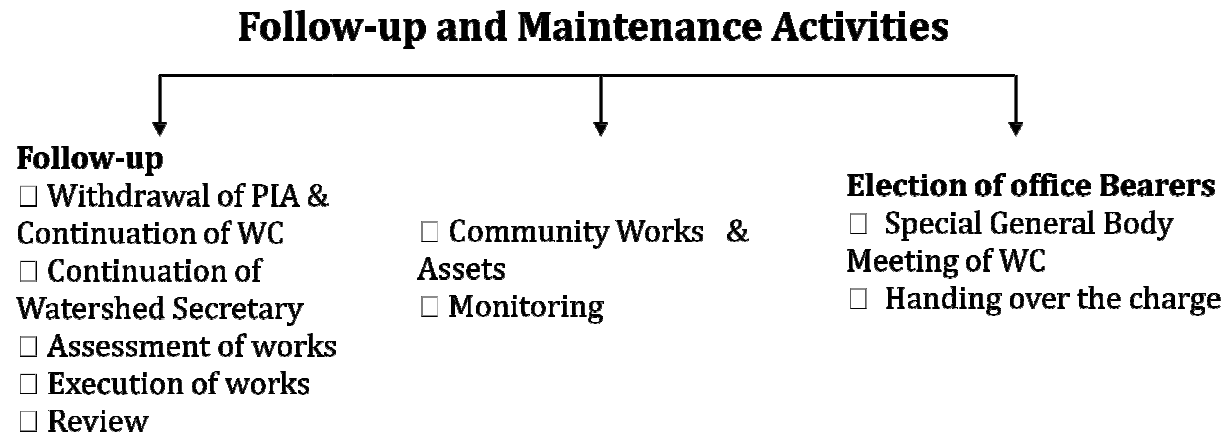 Follow-up and Maintenance Activities
Follow-up
□ Withdrawal of PIA &
Continuation of WC
□ Continuation of
Watershed Secretary
□ Assessment of works
□ Execution of works
□ Review
□ Community Works &
Assets
□ Monitoring
Election of office Bearers
□ Special General Body
Meeting of WC
□ Handing over the charge